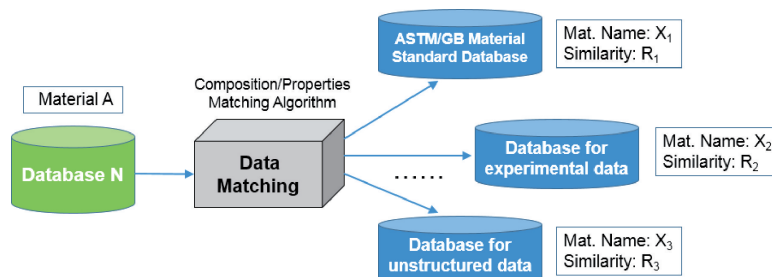 Material A
Database N
Composition/Properties
Matching Algorithm
Data
Matching
ASTM/GB Material
Standard Database
Mat. Name: X₁
Similarity: R₁
Database for
experimental data
Mat. Name: X₂
Similarity: R₂
......
Database for
unstructured data
Mat. Name: X₃
Similarity: R₃